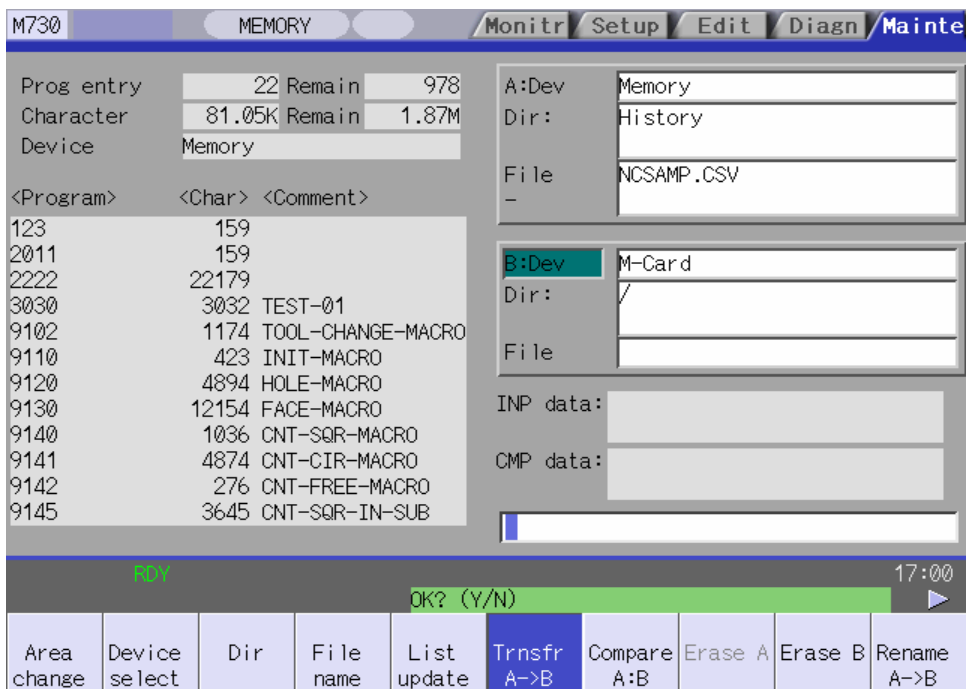 M730 MEMORY Monitr Setup Edit Diagn Mainte
Prog entry 22 Remain 978
Character 81.05K Remain 1.87M
Device Memory
<Program> <Char> <Comment>
123 159
2011 159
2222 22179
3030 3032 TEST-01
9102 1174 TOOL-CHANGE-MACRO
9110 423 INIT-MACRO
9120 4894 HOLE-MACRO
9130 12154 FACE-MACRO
9140 1036 CNT-SQR-MACRO
9141 4874 CNT-CIR-MACRO
9142 276 CNT-FREE-MACRO
9145 3645 CNT-SQR-IN-SUB
A:Dev Memory
Dir: History
File NCSAMP.CSV
-
B:Dev M-Card
Dir: /
File
INP data:
CMP data:
RDY 17:00
OK? (Y/N)
Area change
Device select
Dir
File name
List update
Trnsfr A->B
Compare A:B
Erase A
Erase B
Rename A->B